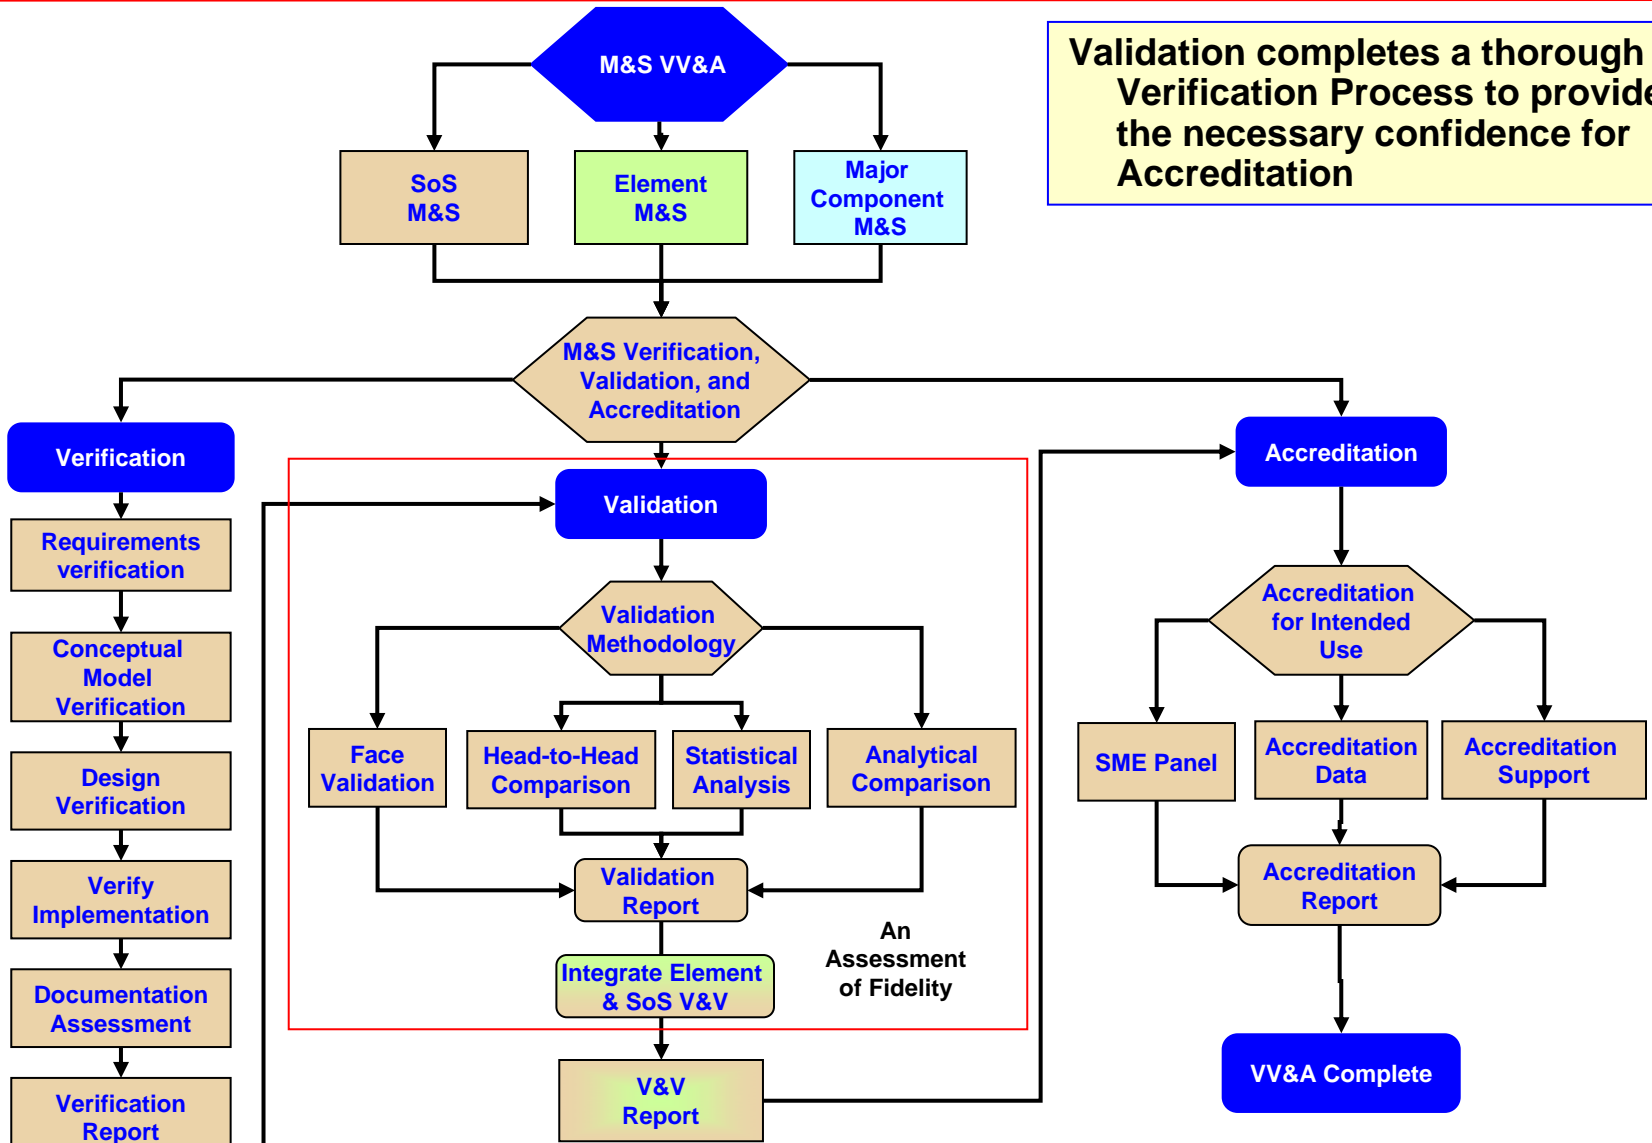 M&S VV&A
Validation completes a thorough
Verification Process to provide
the necessary confidence for
Accreditation
SoS
M&S
Element
M&S
Major
Component
M&S
M&S Verification,
Validation, and
Accreditation
Verification
Requirements
verification
Conceptual
Model
Verification
Design
Verification
Verify
Implementation
Documentation
Assessment
Verification
Report
Validation
Validation
Methodology
Face
Validation
Head-to-Head
Comparison
Statistical
Analysis
Analytical
Comparison
Validation
Report
An
Assessment
of Fidelity
Integrate Element
& SoS V&V
V&V
Report
Accreditation
Accreditation
for Intended
Use
SME Panel
Accreditation
Data
Accreditation
Support
Accreditation
Report
VV&A Complete